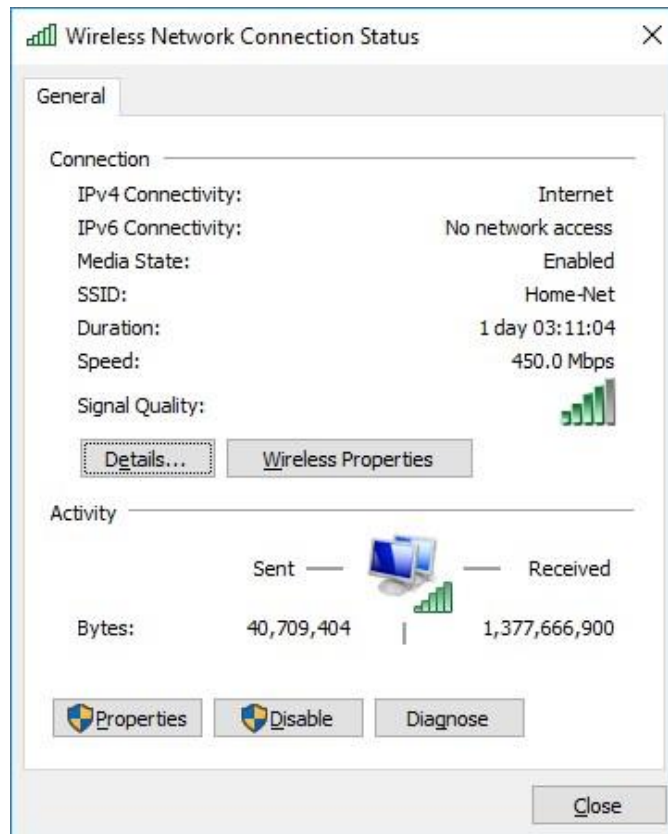 Wireless Network Connection Status
General
Connection
IPv4 Connectivity: Internet
IPv6 Connectivity: No network access
Media State: Enabled
SSID: Home-Net
Duration: 1 day 03:11:04
Speed: 450.0 Mbps
Signal Quality:
Details... Wireless Properties
Activity
Sent Received
Bytes: 40,709,404 1,377,666,900
Properties Disable Diagnose
Close